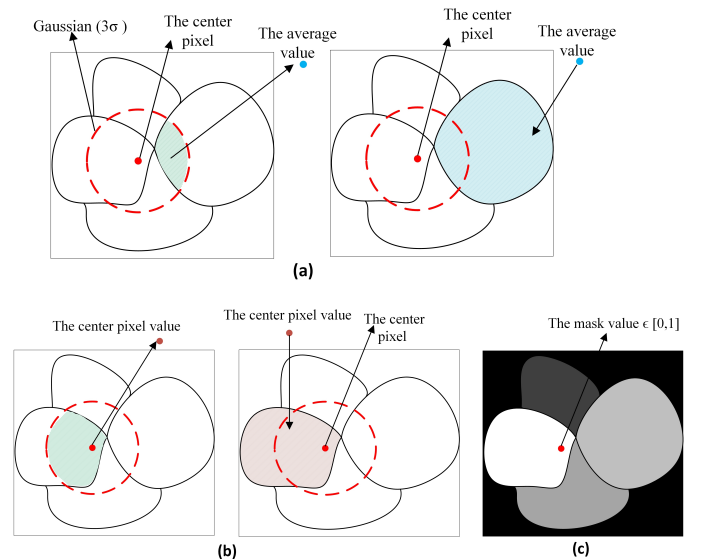 Gaussian (3σ )
The center
pixel
The average
value
The center
pixel
The average
value
(a)
The center pixel value
The center pixel value
The center
pixel
The mask value ϵ [0,1]
(b)
(c)